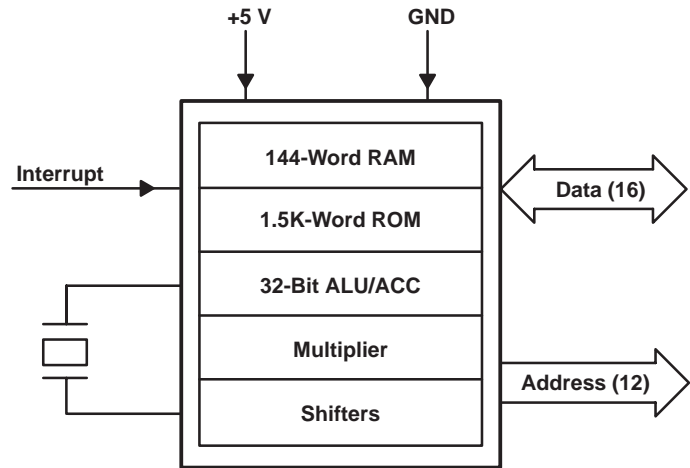 +5 V
GND
Interrupt
144-Word RAM
Data (16)
1.5K-Word ROM
32-Bit ALU/ACC
Multiplier
Address (12)
Shifters